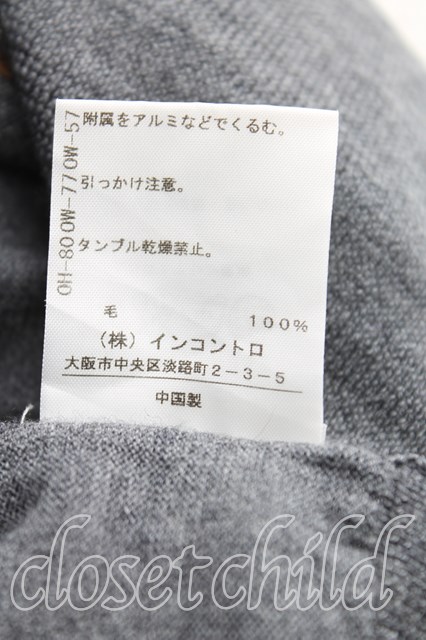 附属をアルミなどでくるむ。
引っかけ注意。
タンブル乾燥禁止。
毛 100%
(株)インコントロ
大阪市中央区淡路町2-3-5
中国製
OH-800W-770W-57
closetchild